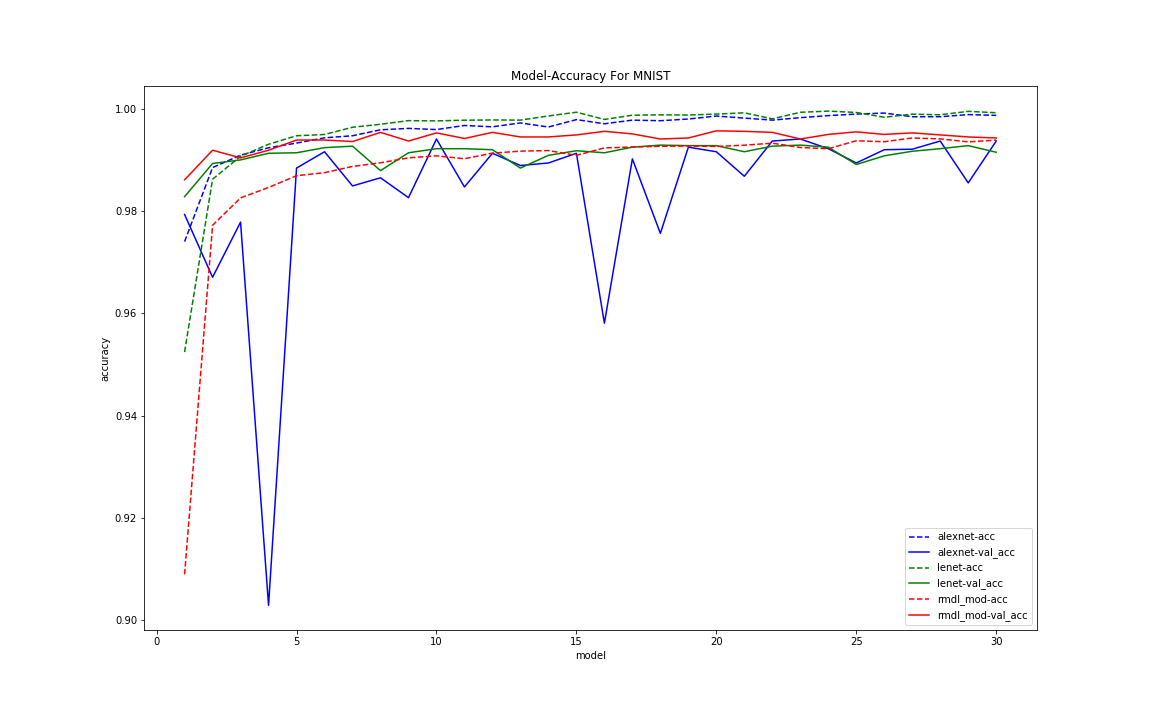 Model-Accuracy For MNIST
1.00
0.98
0.96
0.94
0.92
0.90
accuracy
0 5 10 15 20 25 30
model
alexnet-acc
alexnet-val_acc
lenet-acc
lenet-val_acc
rmdl_mod-acc
rmdl_mod-val_acc